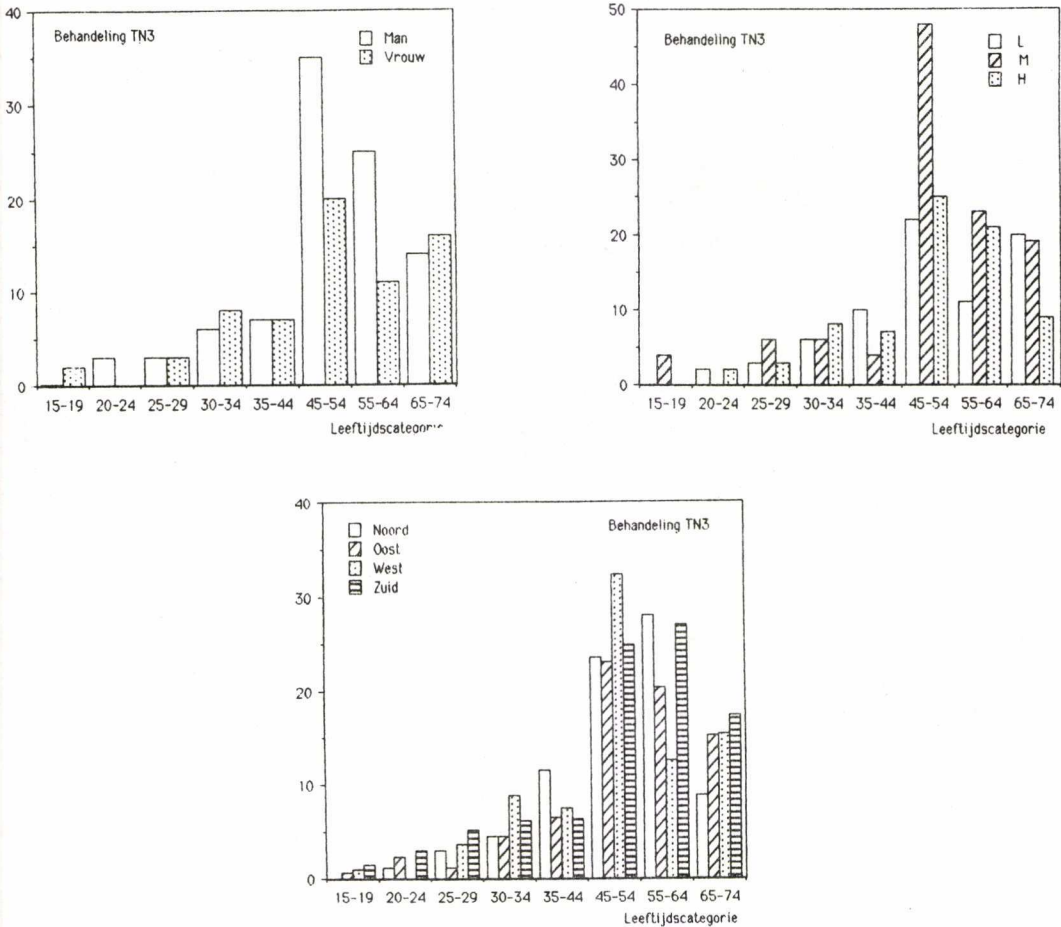 40
30
20
10
0
Behandeling TN3
Man
Vrouw
15-19 20-24 25-29 30-34 35-44 45-54 55-64 65-74
50
40
30
20
10
0
Behandeling TN3
L
M
H
15-19 20-24 25-29 30-34 35-44 45-54 55-64 65-74
Leeftijdscategorie
40
30
20
10
0
Noord
Oost
West
Zuid
Behandeling TN3
15-19 20-24 25-29 30-34 35-44 45-54 55-64 65-74
Leeftijdscategorie